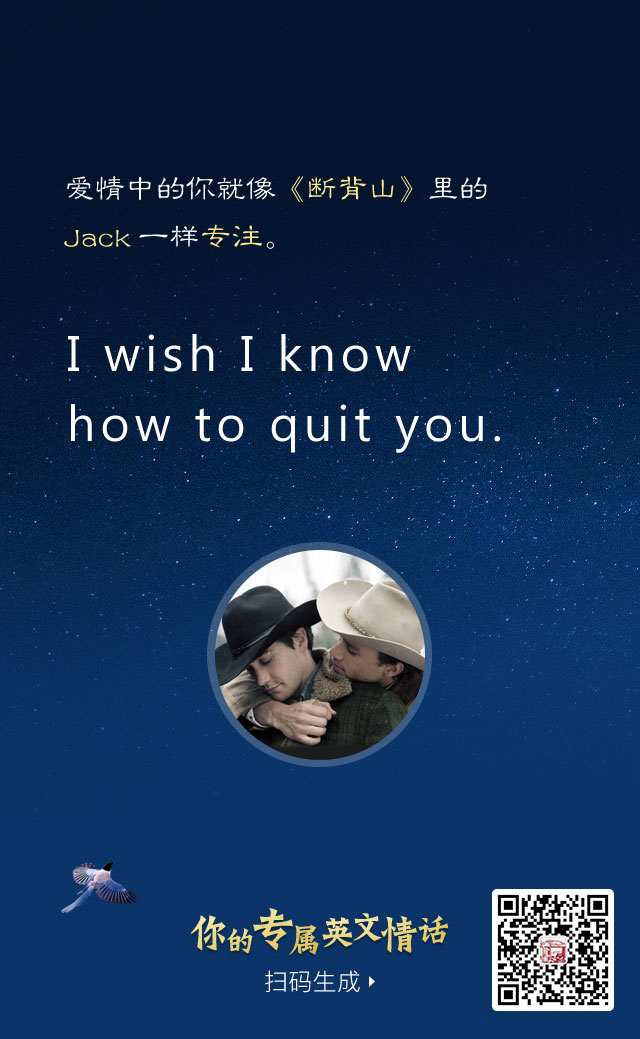 爱情中的你就像《断背山》里的
Jack 一样专注。
I wish I know
how to quit you.
你的专属英文情话
扫码生成